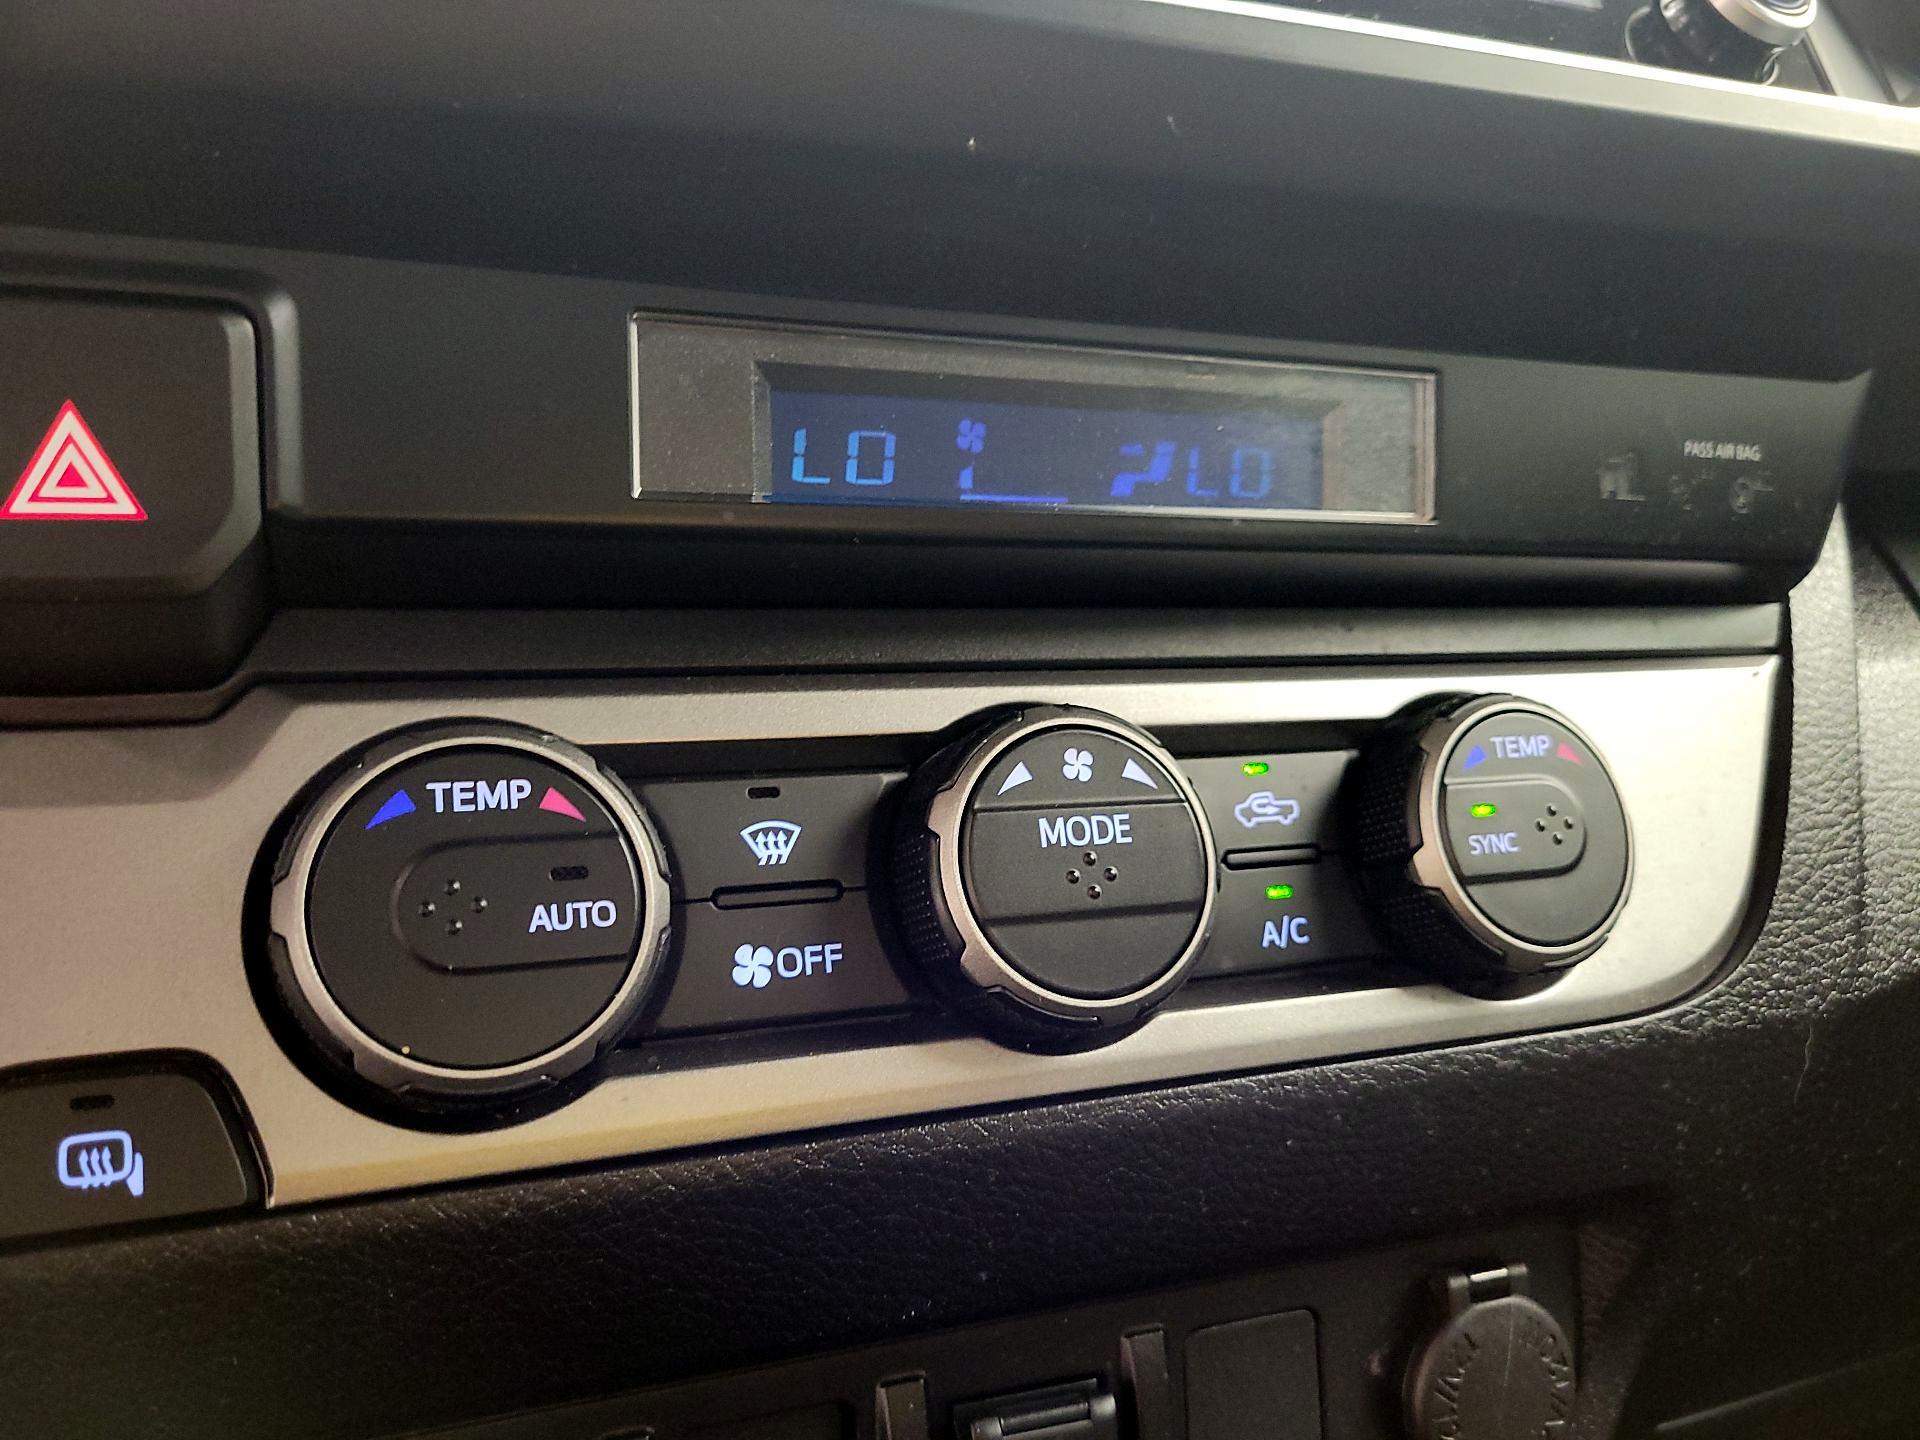 PASS AIR BAG
LO LO
TEMP
AUTO
OFF
MODE
A/C
TEMP
SYNC